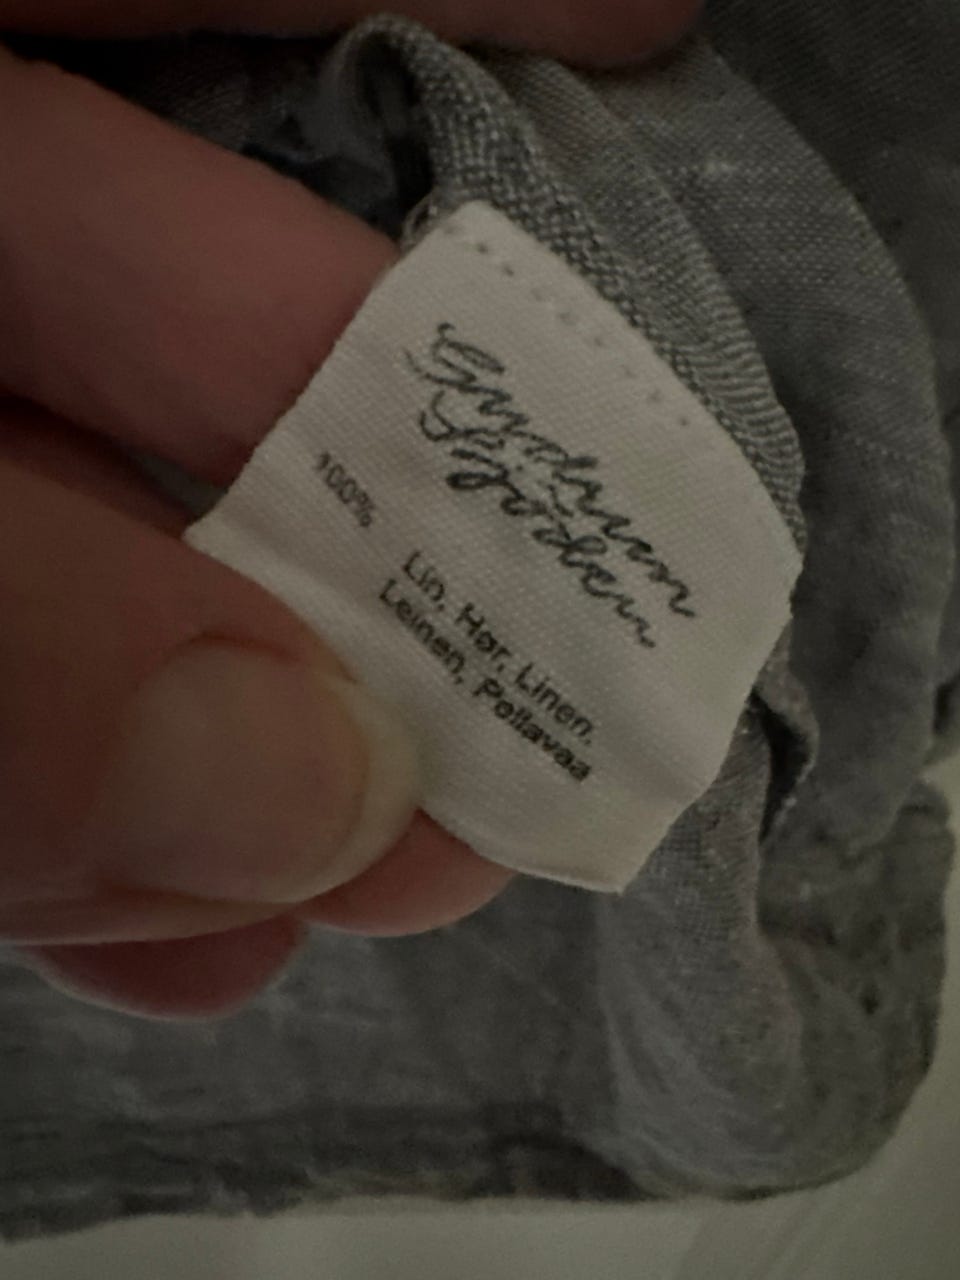 Gudrun
Sjödén
100%
Lin, Hør, Linen,
Leinen, Pellavaa